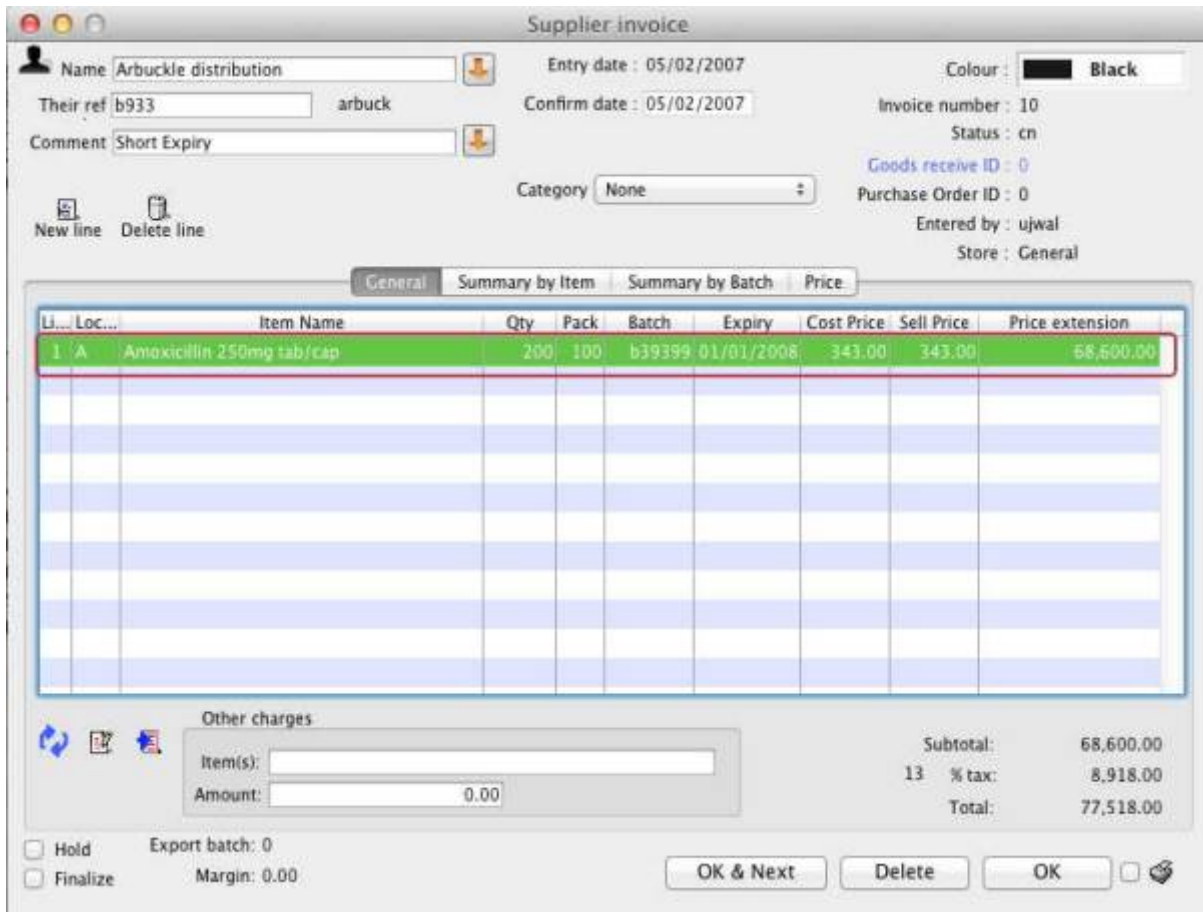 Supplier invoice
Name Arbuckle distribution
Entry date : 05/02/2007
Colour : Black
Their ref b933 arbuck
Confirm date : 05/02/2007
Invoice number : 10
Comment Short Expiry
Status : cn
Goods receive ID : 0
Category None
Purchase Order ID : 0
New line Delete line
Entered by : ujwal
Store : General
General Summary by Item Summary by Batch Price
Li... Loc... Item Name Qty Pack Batch Expiry Cost Price Sell Price Price extension
1 A Amoxicillin 250mg tab/cap 200 100 b39399 01/01/2008 343.00 343.00 68,600.00
Other charges
Item(s):
Amount: 0.00
Subtotal: 68,600.00
13 % tax: 8,918.00
Total: 77,518.00
Hold Export batch: 0
Finalize Margin: 0.00
OK & Next Delete OK